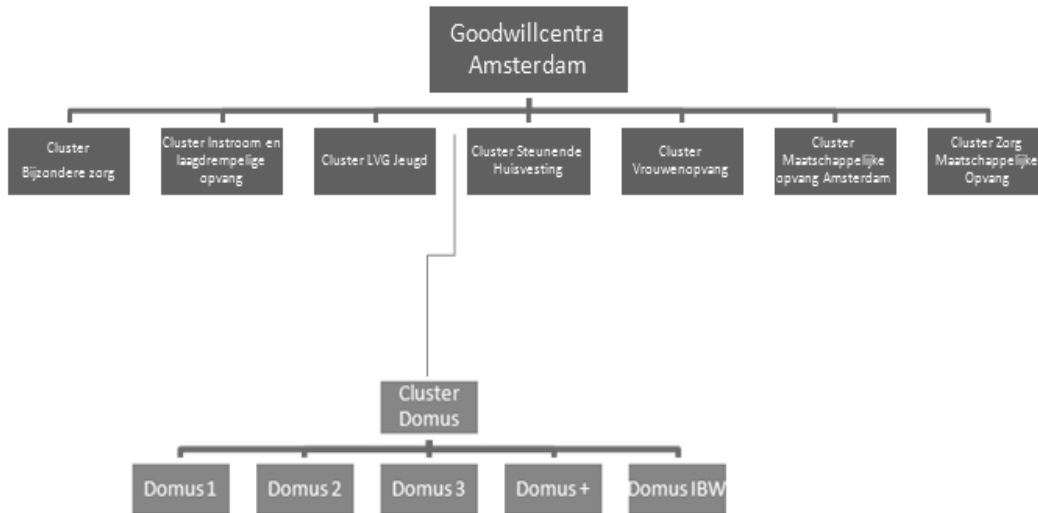 Goodwillcentra
Amsterdam
Cluster
Bijzondere zorg
Cluster Instroom en
laagdrempelige
opvang
Cluster LVG Jeugd
Cluster Steunende
Huisvesting
Cluster
Vrouwenopvang
Cluster
Maatschappelijke
opvang Amsterdam
Cluster Zorg
Maatschappelijke
Opvang
Cluster
Domus
Domus 1
Domus 2
Domus 3
Domus +
Domus IBW